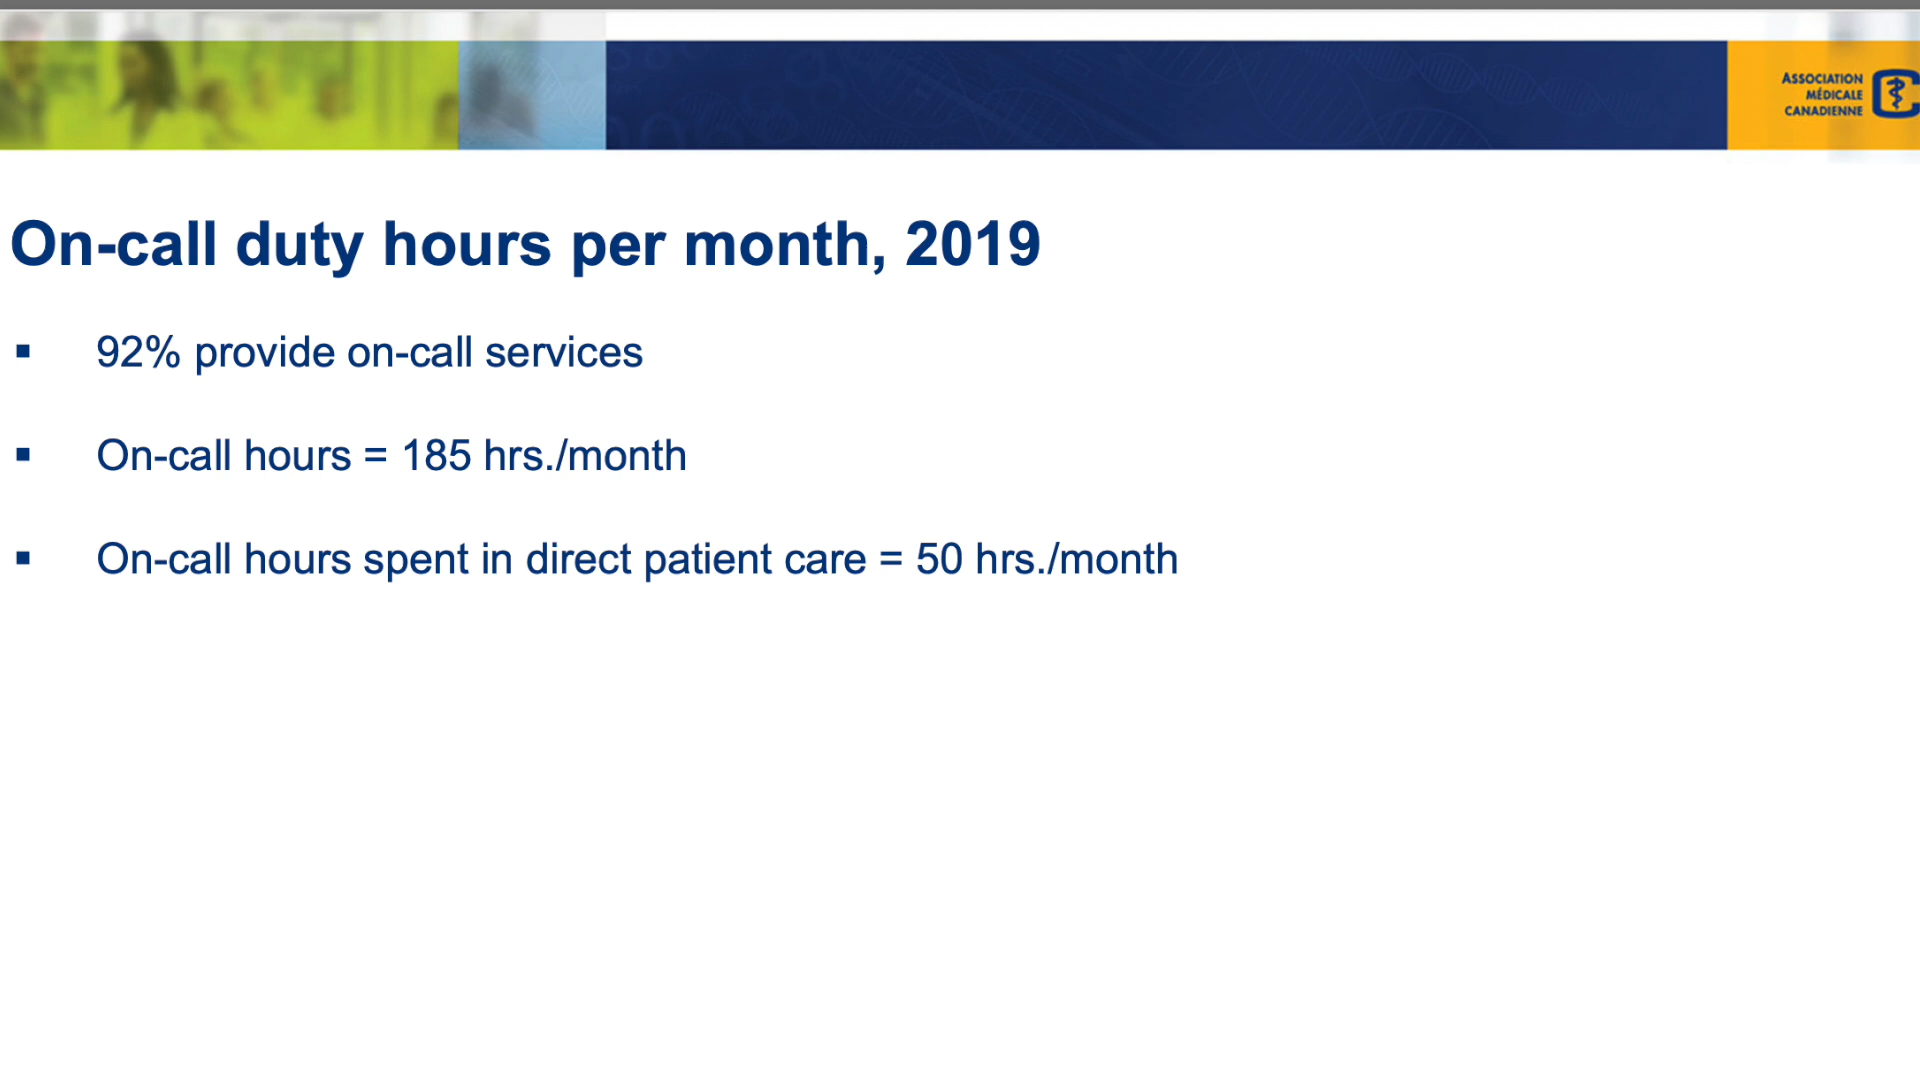 ASSOCIATION
MÉDICALE
CANADIENNE
On-call duty hours per month, 2019
▪ 92% provide on-call services
▪ On-call hours = 185 hrs./month
▪ On-call hours spent in direct patient care = 50 hrs./month